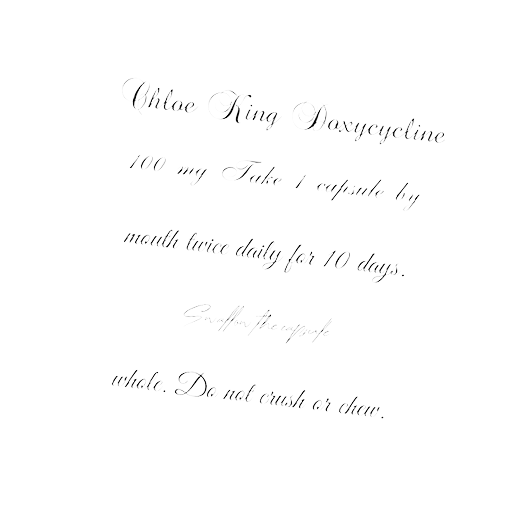 Chloe King Doxycycline
100 mg Take 1 capsule by
mouth twice daily for 10 days.
Swallow the capsule
whole. Do not crush or chew.